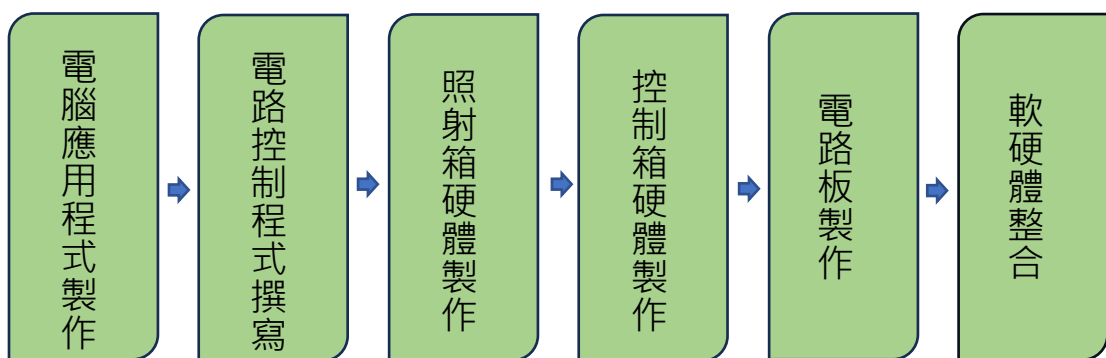 電腦應用程式製作
電路控制程式撰寫
照射箱硬體製作
控制箱硬體製作
電路板製作
軟硬體整合